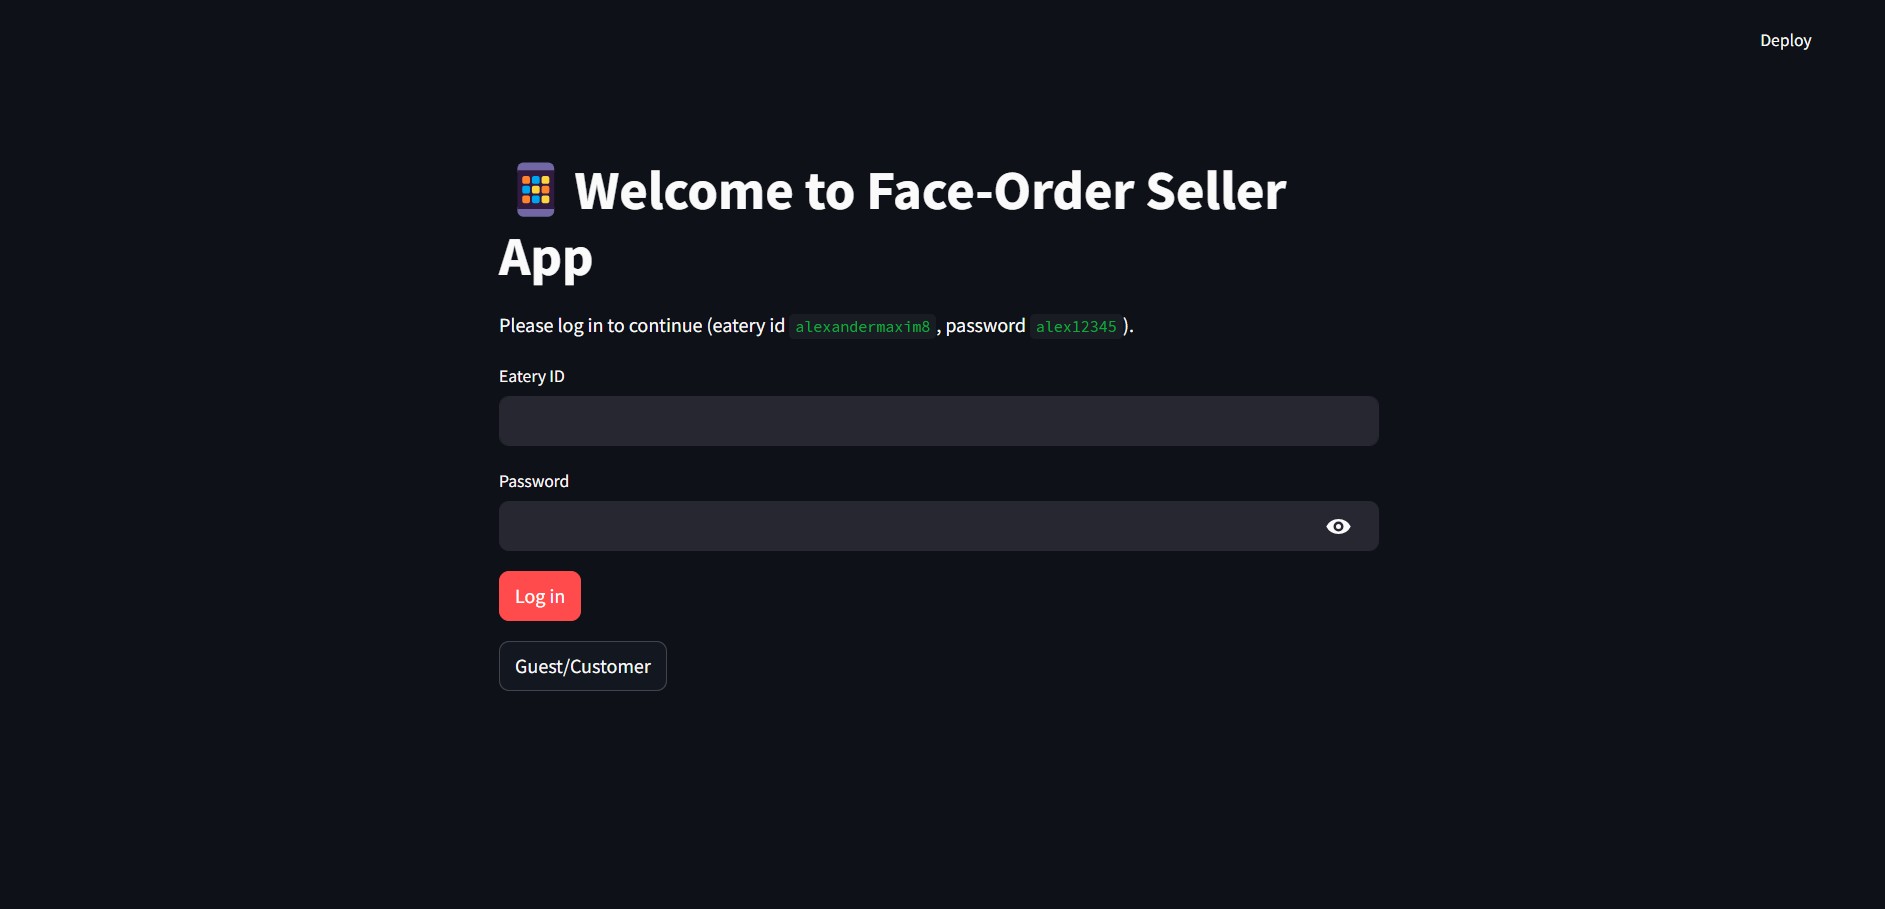 Deploy
Welcome to Face-Order Seller
App
Please log in to continue (eatery id alexandermaxim8, password alex12345).
Eatery ID
Password
Log in
Guest/Customer